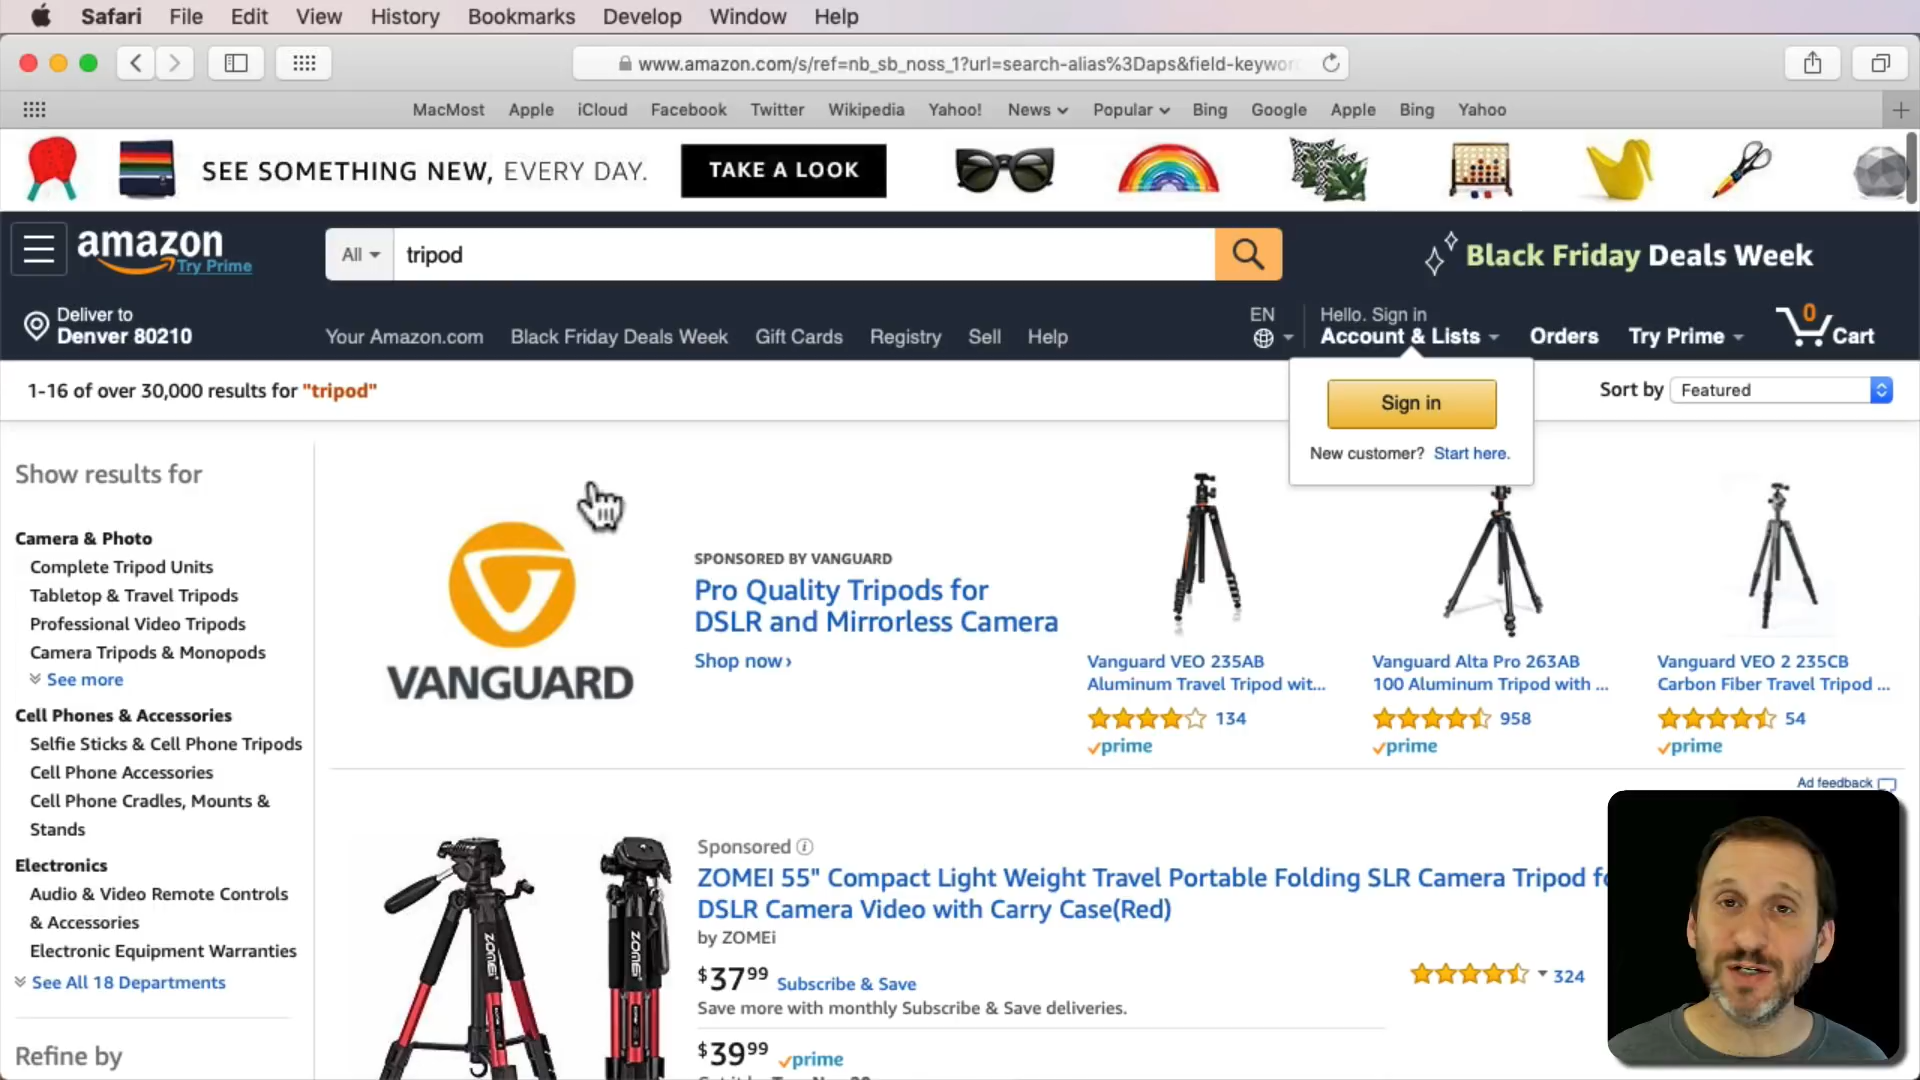 Safari File Edit View History Bookmarks Develop Window Help
www.amazon.com/s/ref=nb_sb_noss_1?url=search-alias%3Daps&field-keywor
MacMost Apple iCloud Facebook Twitter Wikipedia Yahoo! News Popular Bing Google Apple Bing Yahoo
SEE SOMETHING NEW, EVERY DAY. TAKE A LOOK
amazon
Try Prime
All tripod
Black Friday Deals Week
Deliver to
Denver 80210
Your Amazon.com Black Friday Deals Week Gift Cards Registry Sell Help
EN
Hello. Sign in
Account & Lists Orders Try Prime
0
Cart
1-16 of over 30,000 results for "tripod"
Sort by Featured
Sign in
New customer? Start here.
Show results for
Camera & Photo
Complete Tripod Units
Tabletop & Travel Tripods
Professional Video Tripods
Camera Tripods & Monopods
See more
Cell Phones & Accessories
Selfie Sticks & Cell Phone Tripods
Cell Phone Accessories
Cell Phone Cradles, Mounts &
Stands
Electronics
Audio & Video Remote Controls
& Accessories
Electronic Equipment Warranties
See All 18 Departments
Refine by
VANGUARD
SPONSORED BY VANGUARD
Pro Quality Tripods for
DSLR and Mirrorless Camera
Shop now›
Vanguard VEO 235AB
Aluminum Travel Tripod wit...
134
prime
Vanguard Alta Pro 263AB
100 Aluminum Tripod with ...
958
prime
Vanguard VEO 2 235CB
Carbon Fiber Travel Tripod ...
54
prime
Ad feedback
ZOMEi
ZOMEi
Sponsored
ZOMEI 55" Compact Light Weight Travel Portable Folding SLR Camera Tripod fo
DSLR Camera Video with Carry Case(Red)
by ZOMEi
$37 99 Subscribe & Save
Save more with monthly Subscribe & Save deliveries.
324
$39 99 prime